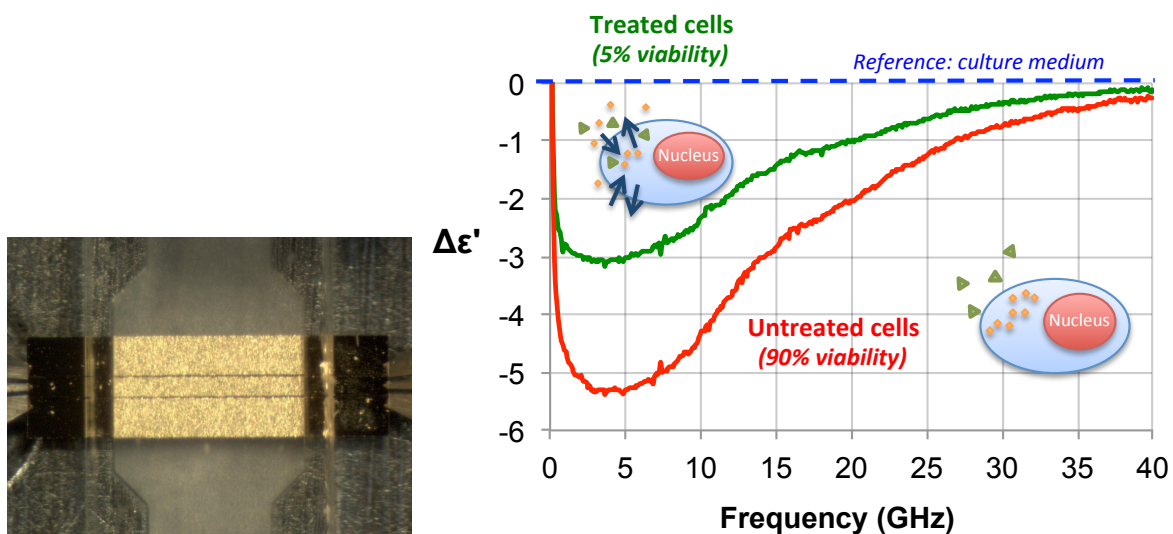 Treated cells
(5% viability)
Reference: culture medium
0
-1
-2
-3
-4
-5
-6
Δε'
Nucleus
Untreated cells
(90% viability)
Nucleus
0
5
10
15
20
25
30
35
40
Frequency (GHz)